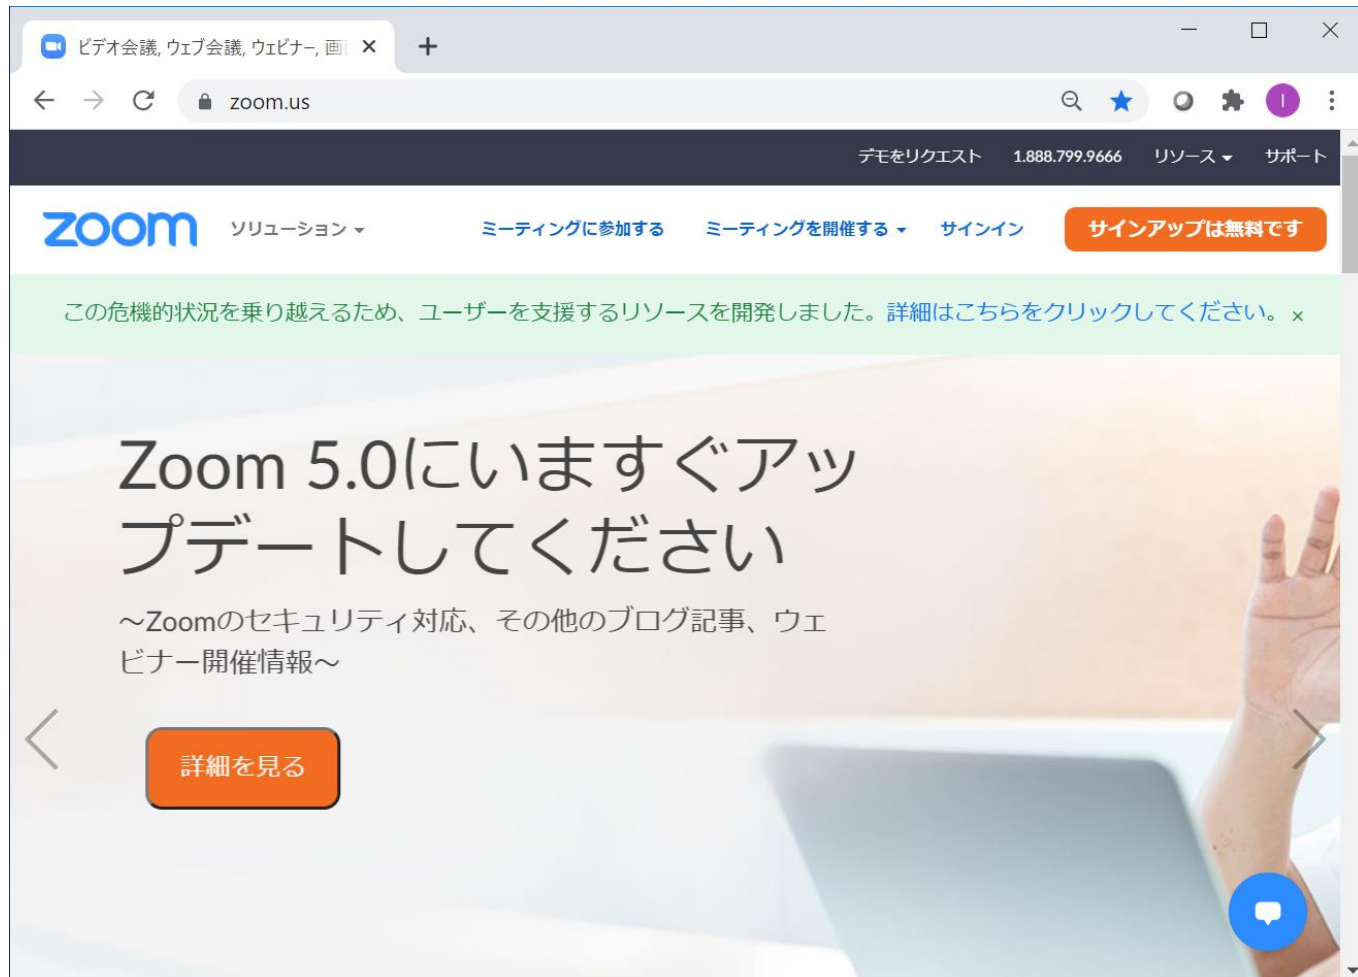 ビデオ会議, ウェブ会議, ウェビナー, 画
zoom.us
I
デモをリクエスト 1.888.799.9666 リソース サポート
zoom ソリューション ミーティングに参加する ミーティングを開催する サインイン サインアップは無料です
この危機的状況を乗り越えるため、ユーザーを支援するリソースを開発しました。詳細はこちらをクリックしてください。 ×
Zoom 5.0にいますぐアッ
プデートしてください
～Zoomのセキュリティ対応、その他のブログ記事、ウェ
ビナー開催情報～
詳細を見る